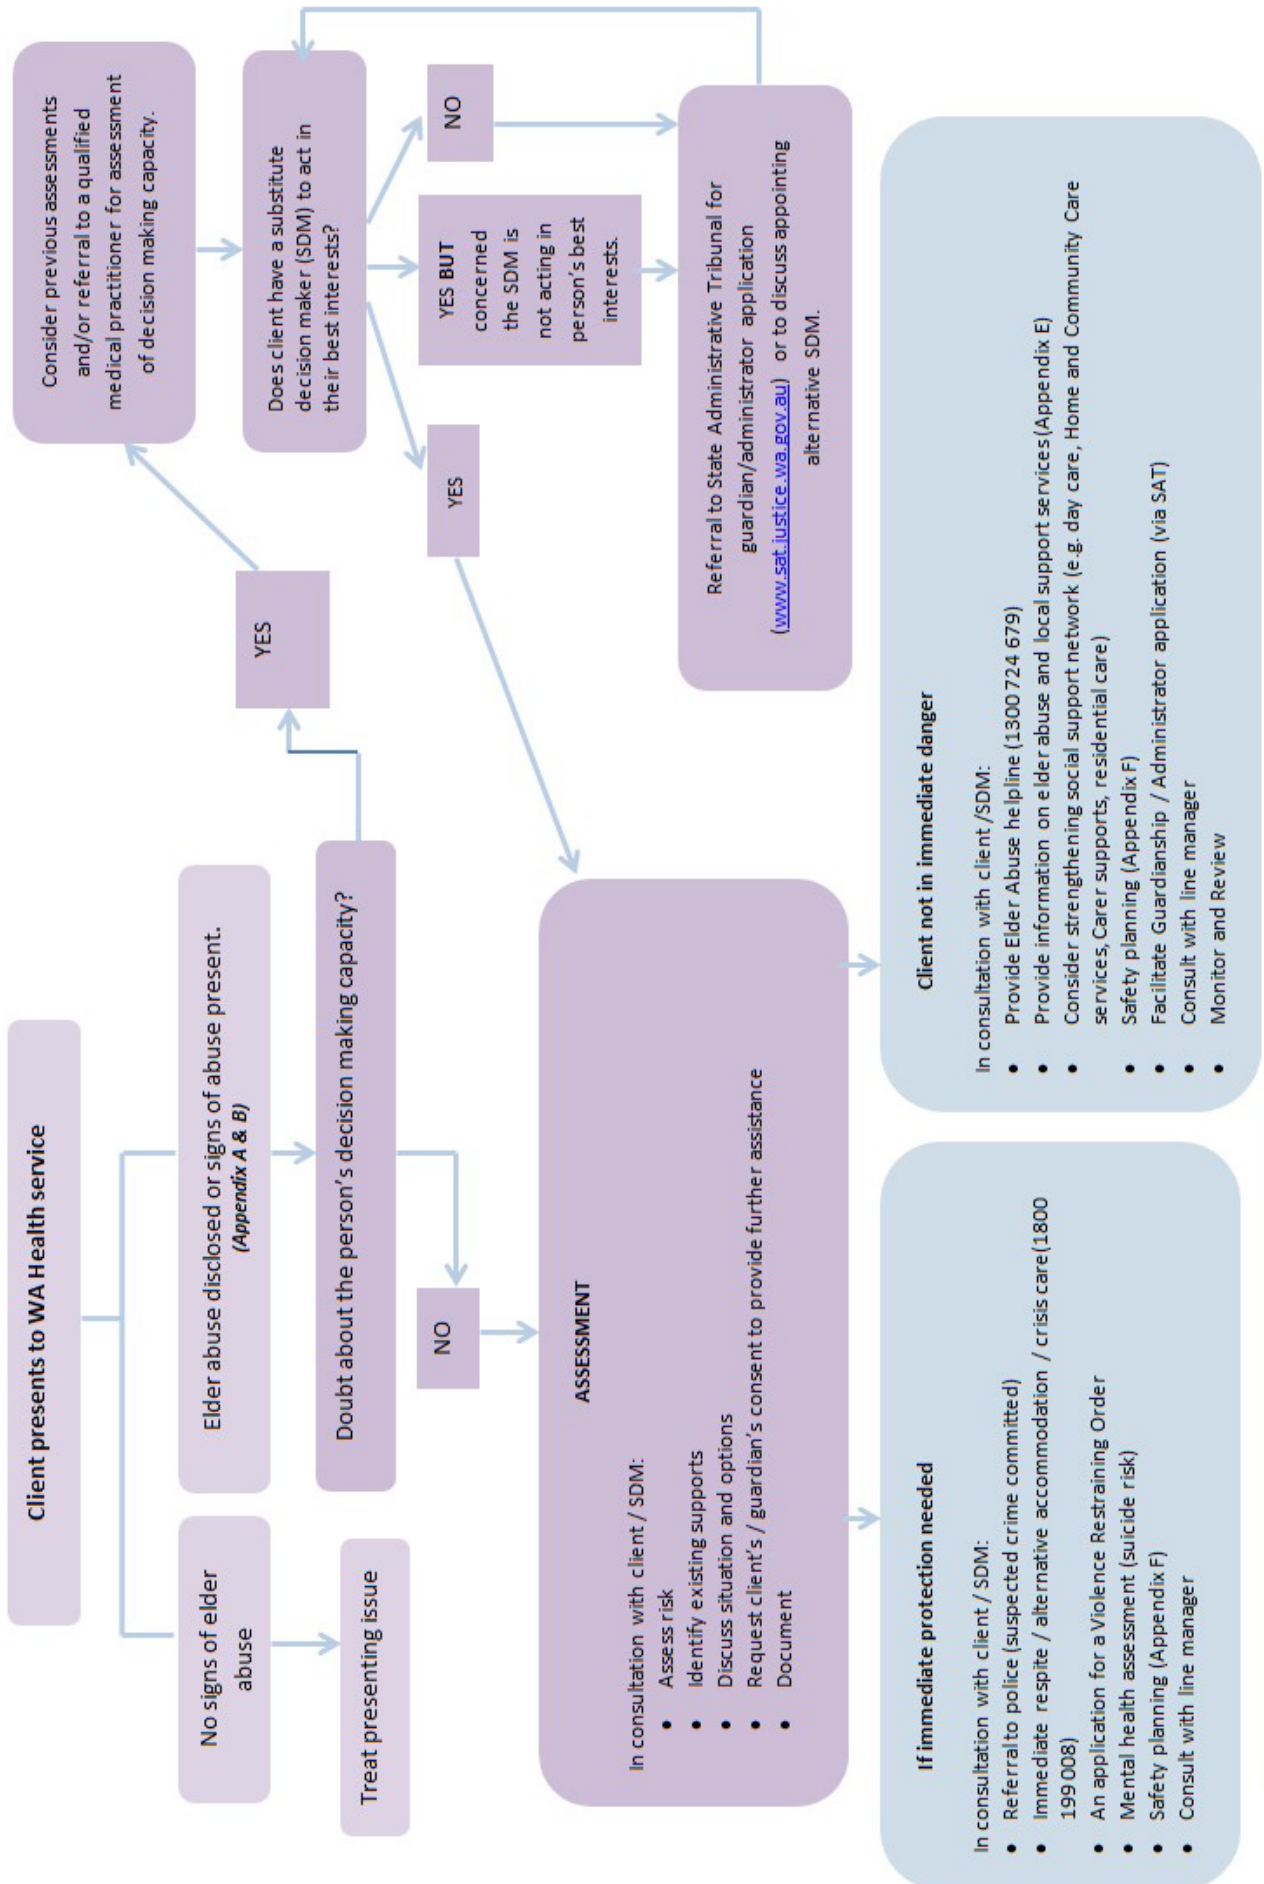 Client presents to WA Health service
No signs of elder
abuse
Treat presenting issue
Elder abuse disclosed or signs of abuse present.
(Appendix A & B)
Doubt about the person's decision making capacity?
YES
Consider previous assessments
and/or referral to a qualified
medical practitioner for assessment
of decision making capacity.
Does client have a substitute
decision maker (SDM) to act in
their best interests?
YES
YES BUT
concerned
the SDM is
not acting in
person's best
interests.
NO
Referral to State Administrative Tribunal for
guardian/administrator application
(www.sat.justice.wa.gov.au) or to discuss appointing
alternative SDM.
NO
ASSESSMENT
In consultation with client / SDM:
• Assess risk
• Identify existing supports
• Discuss situation and options
• Request client's / guardian's consent to provide further assistance
• Document
If immediate protection needed
In consultation with client / SDM:
• Referral to police (suspected crime committed)
• Immediate respite / alternative accommodation / crisis care(1800
199 008)
• An application for a Violence Restraining Order
• Mental health assessment (suicide risk)
• Safety planning (Appendix F)
• Consult with line manager
Client not in immediate danger
In consultation with client /SDM:
• Provide Elder Abuse helpline (1300 724 679)
• Provide information on elder abuse and local support services (Appendix E)
• Consider strengthening social support network (e.g. day care, Home and Community Care
services, Carer supports, residential care)
• Safety planning (Appendix F)
• Facilitate Guardianship / Administrator application (via SAT)
• Consult with line manager
• Monitor and Review